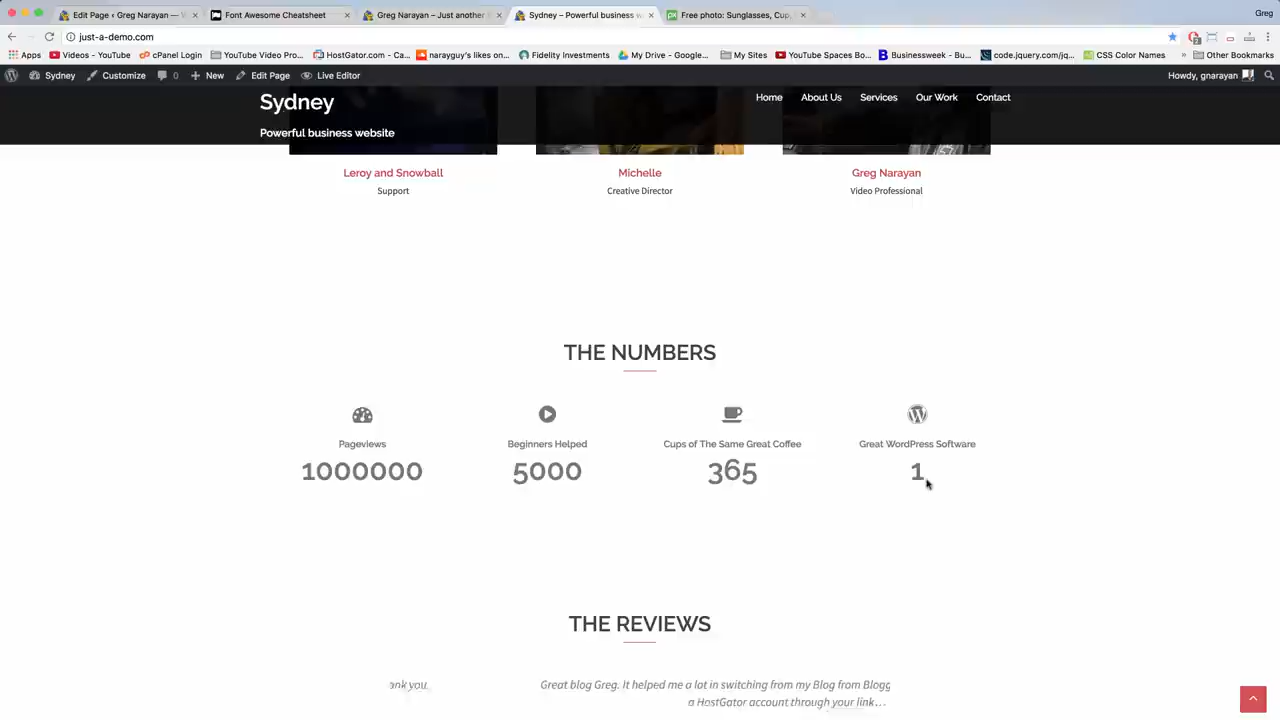 Edit Page ‹ Greg Narayan — W
Font Awesome Cheatsheet
Greg Narayan – Just another
Sydney – Powerful business w
Free photo: Sunglasses, Cup,
Greg
just-a-demo.com
Apps
Videos - YouTube
cPanel Login
YouTube Video Pro...
HostGator.com - Ca...
narayguy's likes on...
Fidelity Investments
My Drive - Google...
My Sites
YouTube Spaces Bo...
Businessweek - Bu...
code.jquery.com/jq...
CSS Color Names
» Other Bookmarks
Sydney
Customize
0
New
Edit Page
Live Editor
Howdy, gnarayan
Sydney
Powerful business website
Home
About Us
Services
Our Work
Contact
Leroy and Snowball
Support
Michelle
Creative Director
Greg Narayan
Video Professional
THE NUMBERS
Pageviews
1000000
Beginners Helped
5000
Cups of The Same Great Coffee
365
Great WordPress Software
1
THE REVIEWS
ank you.
Great blog Greg. It helped me a lot in switching from my Blog from Blogg
a HostGator account through your link…